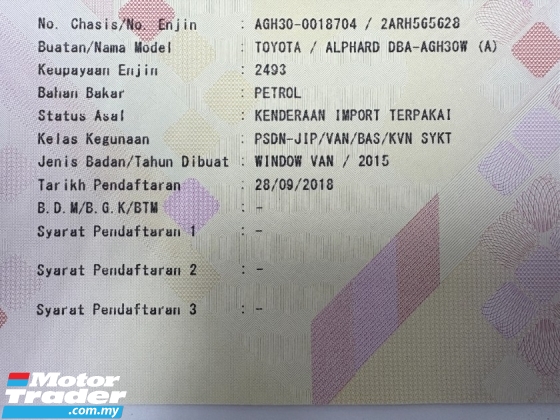 No. Chasis/No. Enjin : AGH30-0018704 / 2ARH565628
Buatan/Nama Model : TOYOTA / ALPHARD DBA-AGH30W (A)
Keupayaan Enjin : 2493
Bahan Bakar : PETROL
Status Asal : KENDERAAN IMPORT TERPAKAI
Kelas Kegunaan : PSDN-JIP/VAN/BAS/KVN SYKT
Jenis Badan/Tahun Dibuat : WINDOW VAN / 2015
Tarikh Pendaftaran : 28/09/2018
B.D.M/B.G.K/BTM : -
Syarat Pendaftaran 1 : -
Syarat Pendaftaran 2 : -
Syarat Pendaftaran 3 : -
Motor
Trader
.com.my